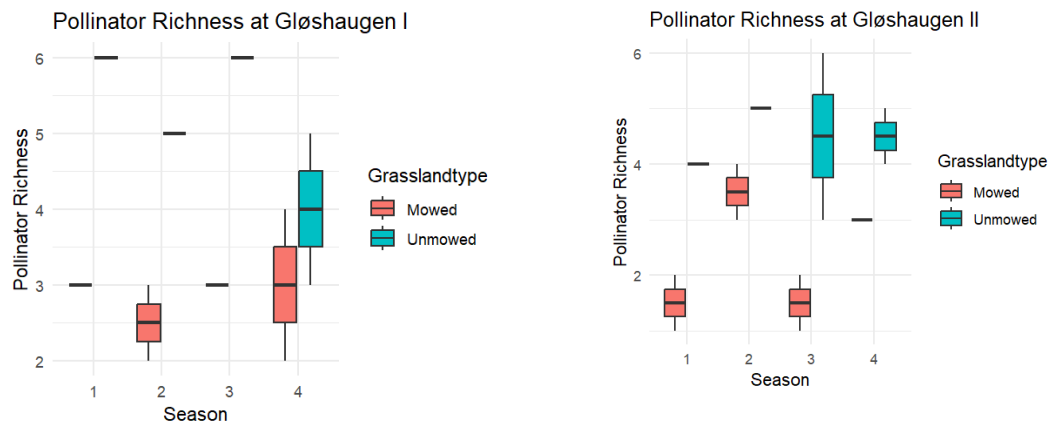 Pollinator Richness at Gløshaugen I
6
5
4
3
2
Pollinator Richness
1 2 3 4
Season
Grasslandtype
Mowed
Unmowed
Pollinator Richness at Gløshaugen II
6
4
2
Pollinator Richness
1 2 3 4
Season
Grasslandtype
Mowed
Unmowed